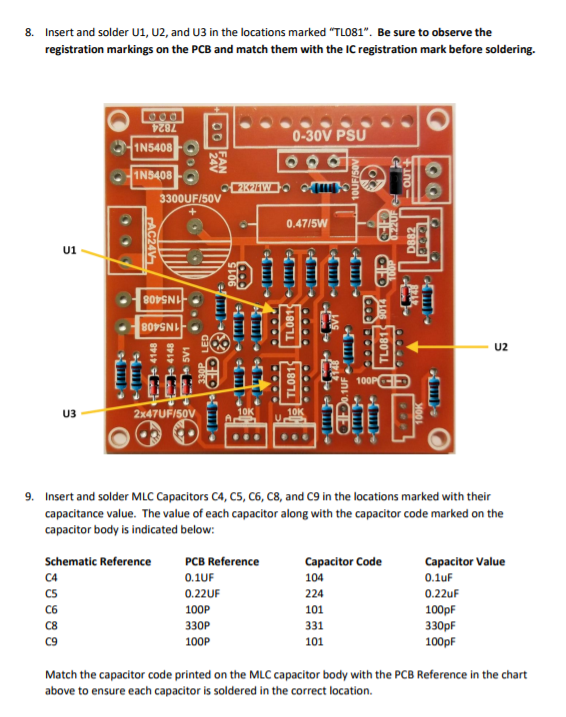 8. Insert and solder U1, U2, and U3 in the locations marked “TL081”. Be sure to observe the
registration markings on the PCB and match them with the IC registration mark before soldering.
7824
1N5408
FAN
24V
0-30V PSU
1N5408
2K2/1W
10UF/50V
- OUT+
3300UF/50V
+
0.47/5W
0.22UF
D882
AC24V
U1
9015
100P
1N5408
TL081
9014
4148
1N5408
5V1
TL081
U2
4148
4148
5V1
LED
330P
TL081
4148
0.1UF
100P
U3
2x47UF/50V
10K
10K
100K
A
U
9. Insert and solder MLC Capacitors C4, C5, C6, C8, and C9 in the locations marked with their
capacitance value. The value of each capacitor along with the capacitor code marked on the
capacitor body is indicated below:
Schematic Reference PCB Reference Capacitor Code Capacitor Value
C4 0.1UF 104 0.1uF
C5 0.22UF 224 0.22uF
C6 100P 101 100pF
C8 330P 331 330pF
C9 100P 101 100pF
Match the capacitor code printed on the MLC capacitor body with the PCB Reference in the chart
above to ensure each capacitor is soldered in the correct location.